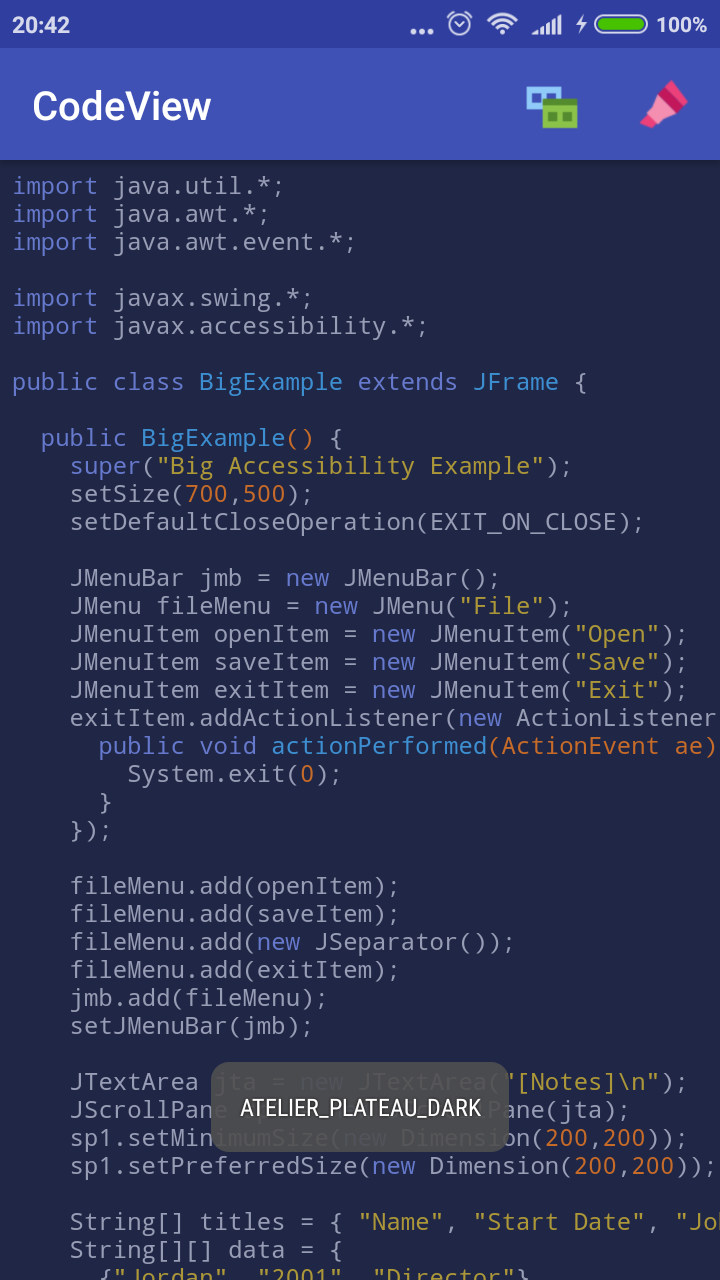 20:42
100%
CodeView
import java.util.*;
import java.awt.*;
import java.awt.event.*;
import javax.swing.*;
import javax.accessibility.*;
public class BigExample extends JFrame {
public BigExample() {
super("Big Accessibility Example");
setSize(700,500);
setDefaultCloseOperation(EXIT_ON_CLOSE);
JMenuBar jmb = new JMenuBar();
JMenu fileMenu = new JMenu("File");
JMenuItem openItem = new JMenuItem("Open");
JMenuItem saveItem = new JMenuItem("Save");
JMenuItem exitItem = new JMenuItem("Exit");
exitItem.addActionListener(new ActionListener
public void actionPerformed(ActionEvent ae)
System.exit(0);
}
});
fileMenu.add(openItem);
fileMenu.add(saveItem);
fileMenu.add(new JSeparator());
fileMenu.add(exitItem);
jmb.add(fileMenu);
setJMenuBar(jmb);
JTextArea jta = new JTextArea("[Notes]\n");
JScrollPane Pane(jta);
ATELIER_PLATEAU_DARK
sp1.setMinimumSize(new Dimension(200,200));
sp1.setPreferredSize(new Dimension(200,200));
String[] titles = { "Name", "Start Date", "Jo
String[][] data = {
{"Jordan", "2001", "Director"}